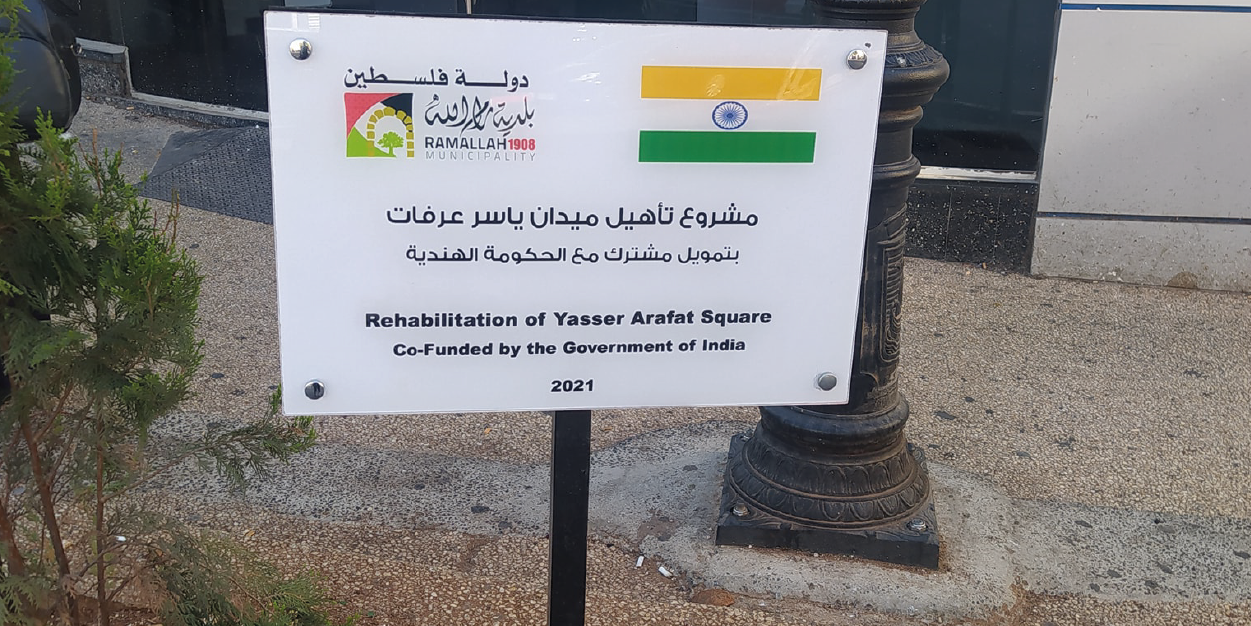 دولة فلسطين
بلدية رام الله
RAMALLAH 1908
MUNICIPALITY
مشروع تأهيل ميدان ياسر عرفات
بتمويل مشترك مع الحكومة الهندية
Rehabilitation of Yasser Arafat Square
Co-Funded by the Government of India
2021